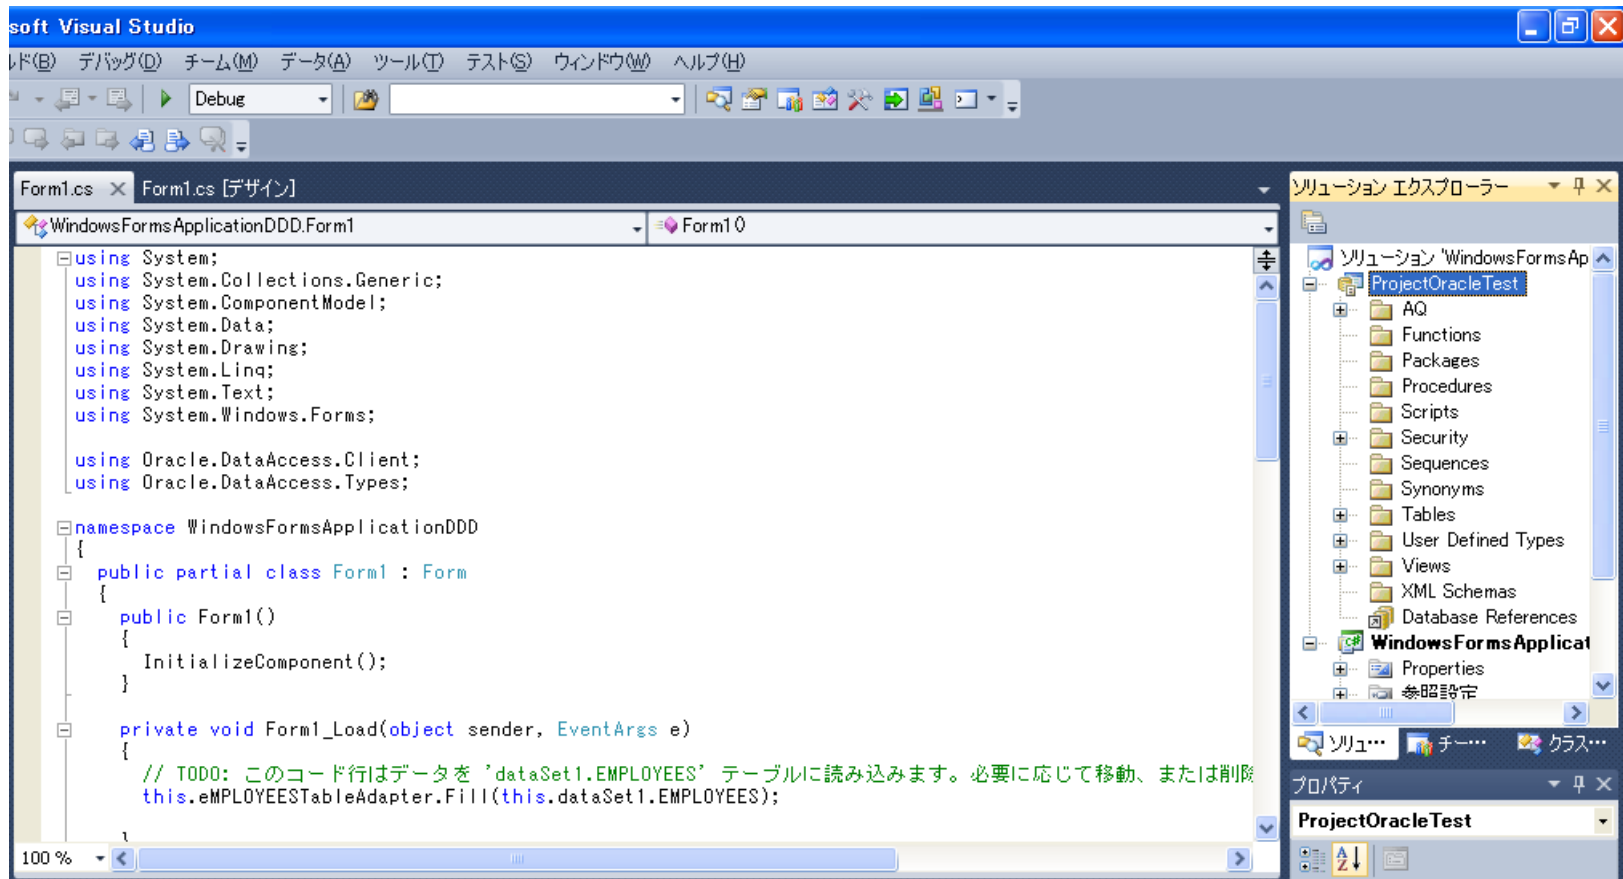 soft Visual Studio
ルド(B) デバッグ(D) チーム(M) データ(A) ツール(T) テスト(S) ウィンドウ(W) ヘルプ(H)
Debug
Form1.cs Form1.cs [デザイン]
WindowsFormsApplicationDDD.Form1 Form1()
using System;
using System.Collections.Generic;
using System.ComponentModel;
using System.Data;
using System.Drawing;
using System.Linq;
using System.Text;
using System.Windows.Forms;
using Oracle.DataAccess.Client;
using Oracle.DataAccess.Types;
namespace WindowsFormsApplicationDDD
{
public partial class Form1 : Form
{
public Form1()
{
InitializeComponent();
}
private void Form1_Load(object sender, EventArgs e)
{
// TODO: このコード行はデータを 'dataSet1.EMPLOYEES' テーブルに読み込みます。必要に応じて移動、または削除
this.eMPLOYEESTableAdapter.Fill(this.dataSet1.EMPLOYEES);
}
100 %
ソリューション エクスプローラー
ソリューション 'WindowsFormsAp
ProjectOracleTest
AQ
Functions
Packages
Procedures
Scripts
Security
Sequences
Synonyms
Tables
User Defined Types
Views
XML Schemas
Database References
WindowsFormsApplicat
Properties
参照設定
ソリュー… チー… クラス…
プロパティ
ProjectOracleTest